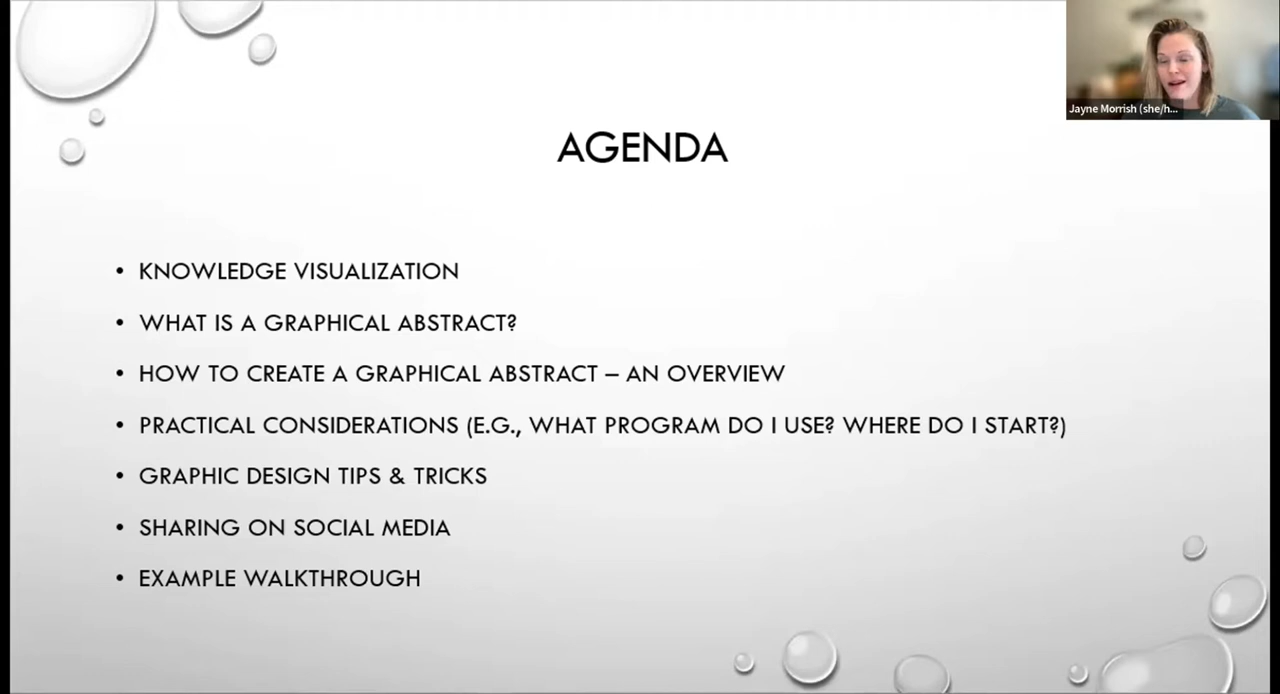 AGENDA
• KNOWLEDGE VISUALIZATION
• WHAT IS A GRAPHICAL ABSTRACT?
• HOW TO CREATE A GRAPHICAL ABSTRACT – AN OVERVIEW
• PRACTICAL CONSIDERATIONS (E.G., WHAT PROGRAM DO I USE? WHERE DO I START?)
• GRAPHIC DESIGN TIPS & TRICKS
• SHARING ON SOCIAL MEDIA
• EXAMPLE WALKTHROUGH
Jayne Morrish (she/h...